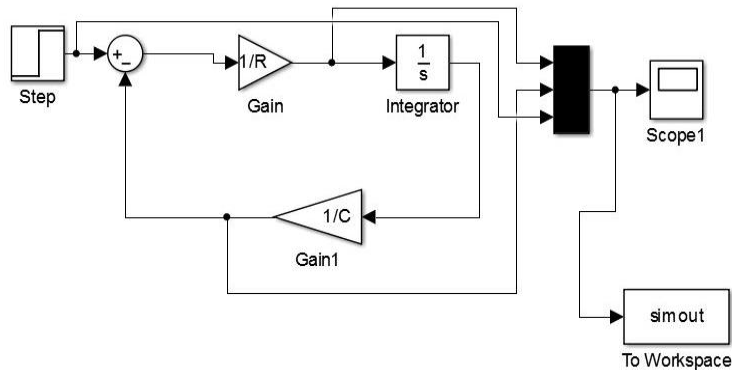 Step
+
-
1/R
Gain
1
s
Integrator
Scope1
1/C
Gain1
simout
To Workspace